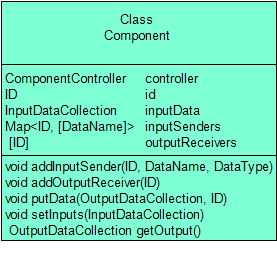 Class
Component
ComponentController controller
ID id
InputDataCollection inputData
Map<ID, [DataName]> inputSenders
[ID] outputReceivers
void addInputSender(ID, DataName, DataType)
void addOutputReceiver(ID)
void putData(OutputDataCollection, ID)
void setInputs(InputDataCollection)
OutputDataCollection getOutput()